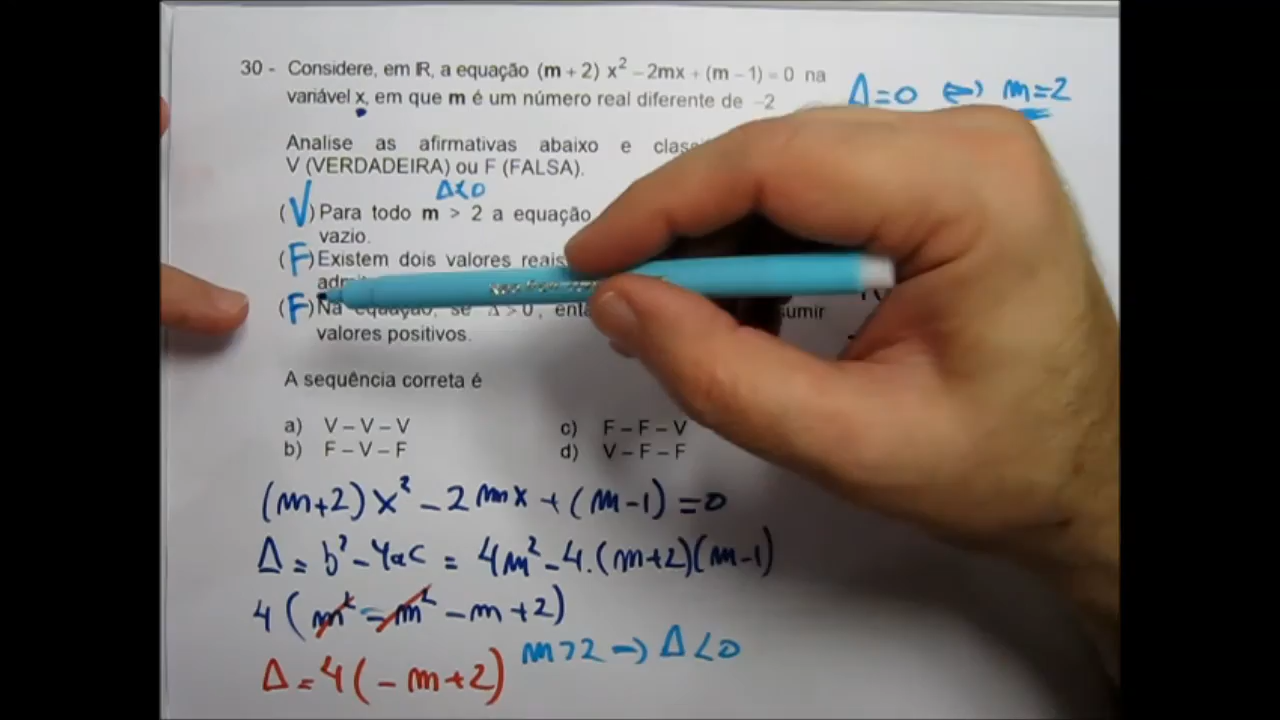 30 - Considere, em ℝ, a equação (m + 2) x² – 2mx + (m – 1) = 0 na
variável x, em que m é um número real diferente de –2
Δ=0 ⟺ m=2
Analise as afirmativas abaixo e
V (VERDADEIRA) ou F (FALSA).
Δ<0
(V) Para todo m > 2 a equação
vazio.
(F) Existem dois valores reais
(F) Na equação, se Δ > 0,
valores positivos.
A sequência correta é
a) V – V – V
c) F – F – V
b) F – V – F
d) V – F – F
(m+2)x² - 2mx + (m-1) = 0
Δ = b² - 4ac = 4m² - 4.(m+2)(m-1)
4(m² - m² - m + 2)
m>2 → Δ<0
Δ = 4(-m+2)